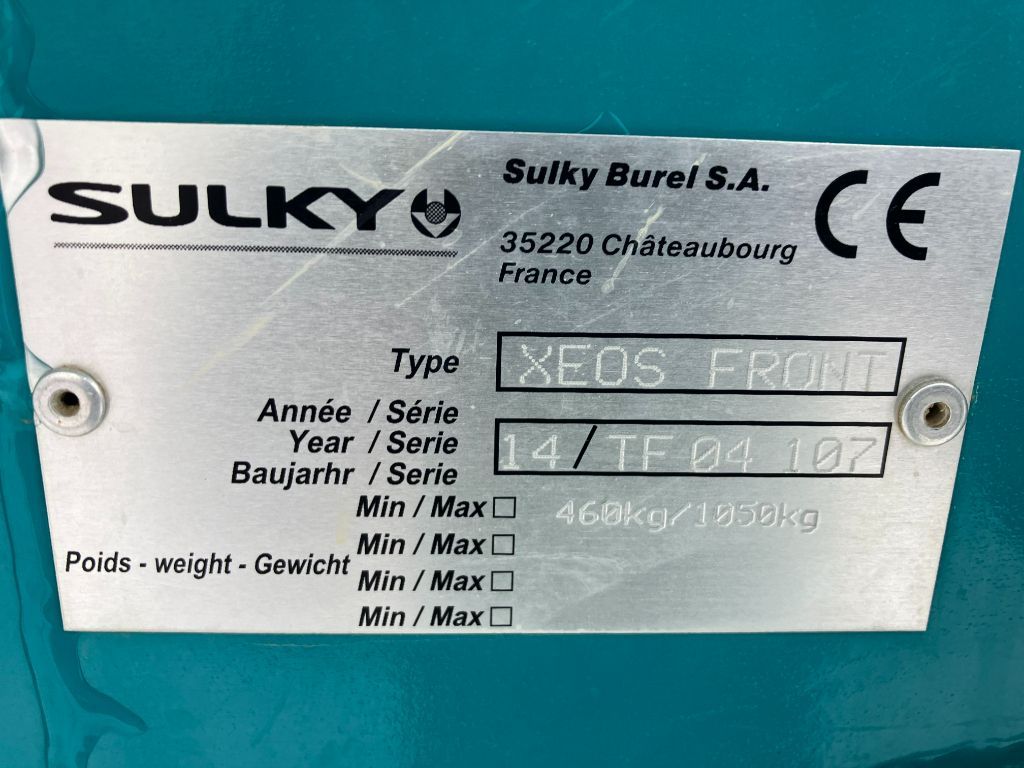 SULKY
Sulky Burel S.A.
35220 Châteaubourg
France
CE
Type XEOS FRONT
Année / Série
Year / Serie 14 / TF 04 107
Baujarhr / Serie
Min / Max 460kg/1050kg
Min / Max
Poids - weight - Gewicht
Min / Max
Min / Max